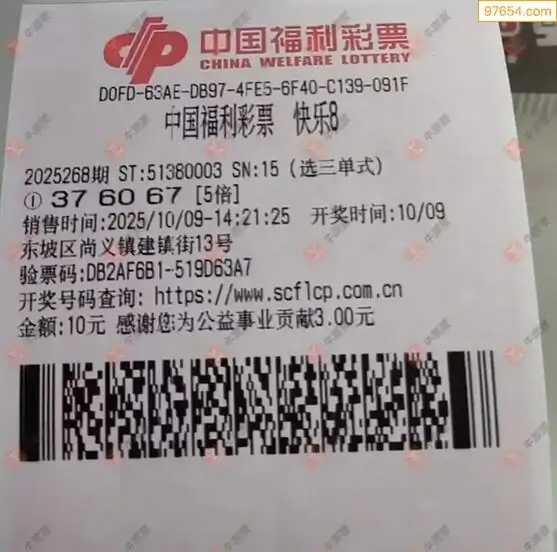 97654.com
中国福利彩票
CHINA WELFARE LOTTERY
D0FD-63AE-DB97-4FE5-6F40-C139-091F
中国福利彩票 快乐8
2025268期 ST:51380003 SN:15 (选三单式)
① 37 60 67 [5倍]
销售时间:2025/10/09-14:21:25 开奖时间:10/09
东坡区尚义镇建镇街13号
验票码:DB2AF6B1-519D63A7
开奖号码查询: https://www.scflcp.com.cn
金额:10元 感谢您为公益事业贡献3.00元